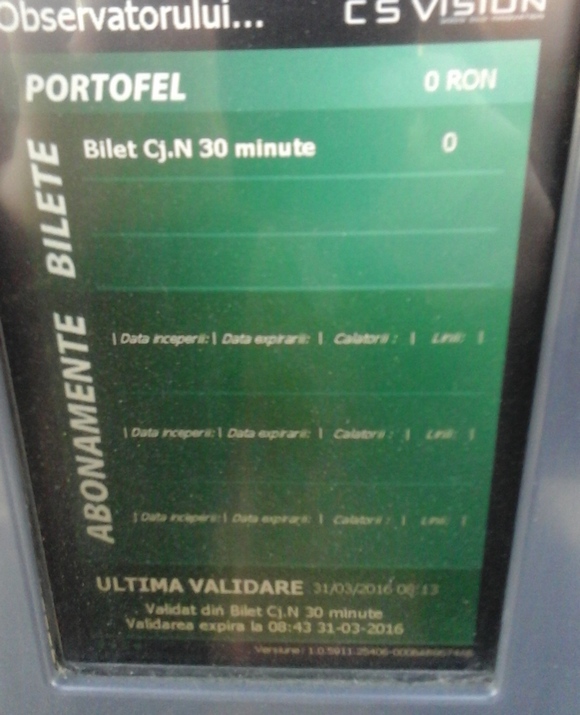 Observatorului...
CS VISION
PORTOFEL 0 RON
BILETE
Bilet Cj.N 30 minute 0
ABONAMENTE
| Data inceperii: | Data expirarii: | Calatorii : | Linii: |
| Data inceperii: | Data expirarii: | Calatorii : | Linii: |
| Data inceperii: | Data expirarii: | Calatorii : | Linii: |
ULTIMA VALIDARE 31/03/2016 08:13
Validat din Bilet Cj.N 30 minute
Validarea expira la 08:43 31-03-2016
Versiune: